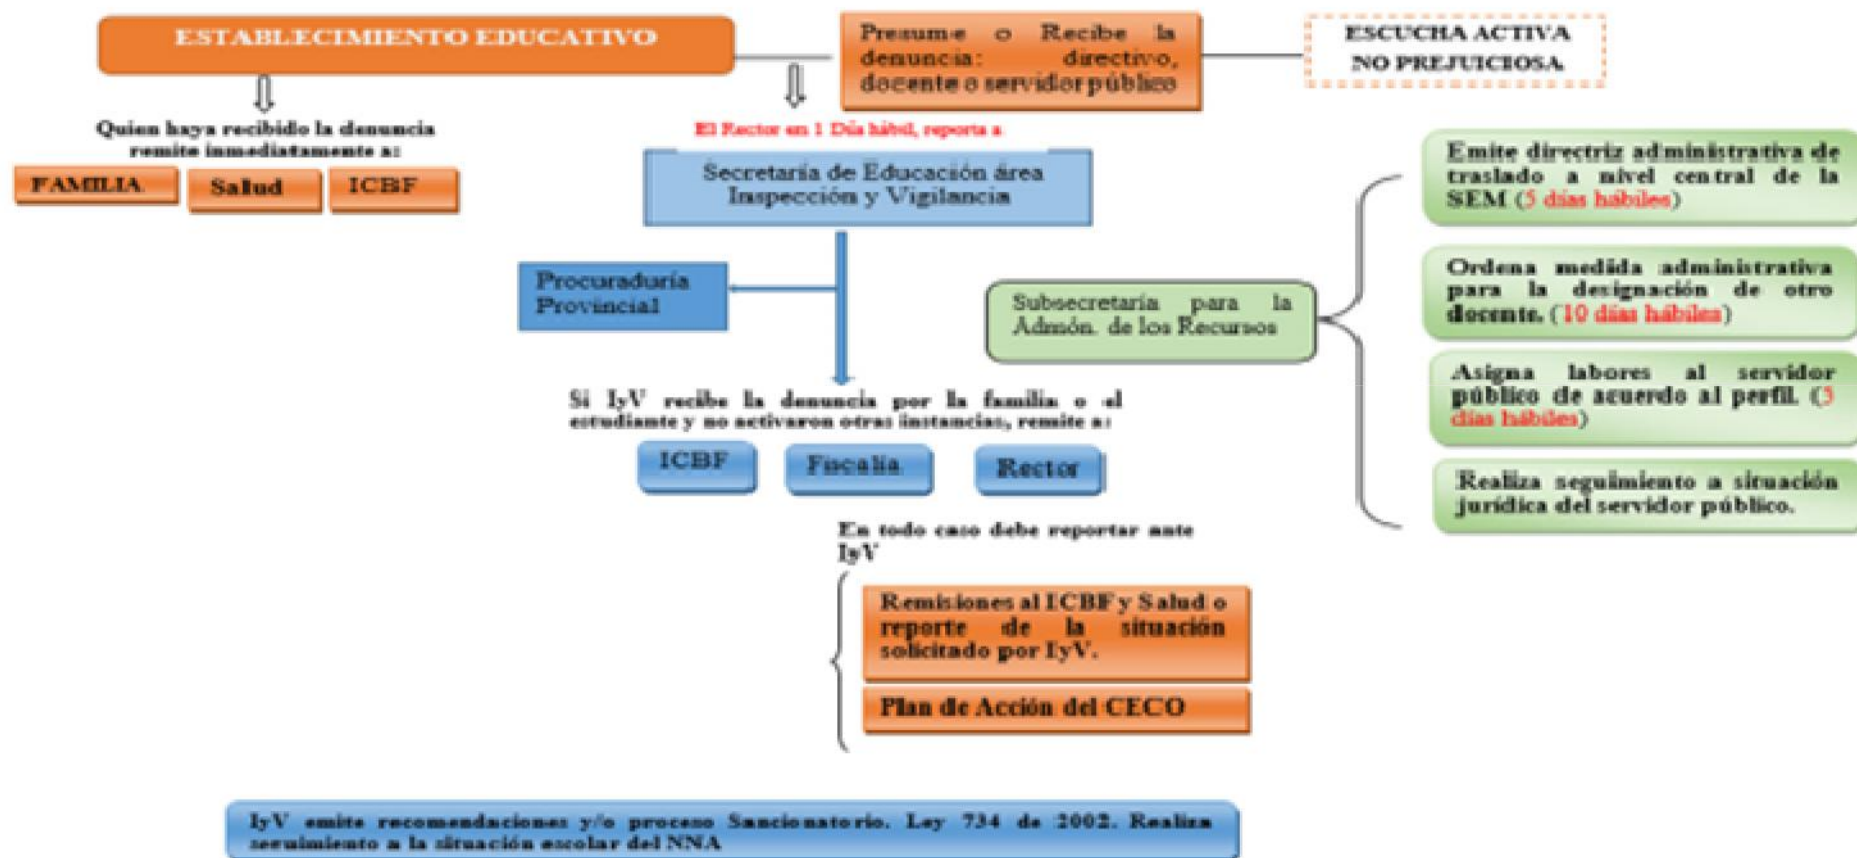 ESTABLECIMIENTO EDUCATIVO
Presume o Recibe la
denuncia: directivo,
docente o servidor público
ESCUCHA ACTIVA
NO PREJUICIOSA
Quien haya recibido la denuncia
remite inmediatamente a:
FAMILIA
Salud
ICBF
El Rector en 1 Día hábil, reporta a
Secretaría de Educación área
Inspección y Vigilancia
Procuraduría
Provincial
Subsecretaría para la
Admón. de los Recursos
Emite directriz administrativa de
traslado a nivel central de la
SEM (5 días hábiles)
Ordena medida administrativa
para la designación de otro
docente. (10 días hábiles)
Asigna labores al servidor
público de acuerdo al perfil. (
días hábiles)
Realiza seguimiento a situación
jurídica del servidor público.
Si IyV recibe la denuncia por la familia o el
estudiante y no activaron otras instancias, remite a:
ICBF
Fiscalía
Rector
En todo caso debe reportar ante
IyV
Remisiones al ICBF y Salud o
reporte de la situación
solicitado por IyV.
Plan de Acción del CECO
IyV emite recomendaciones y/o proceso Sancionatorio. Ley 734 de 2002. Realiza
seguimiento a la situación escolar del NNA